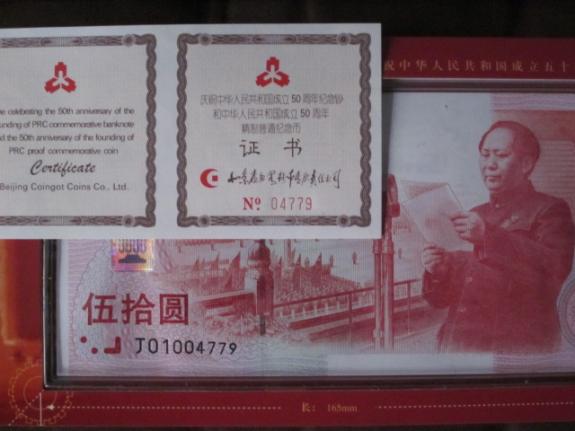 celebrating the 50th anniversary of the
founding of PRC commemorative banknote
and the 50th anniversary of the founding of
PRC proof commemorative coin
Certificate
Beijing Coingot Coins Co., Ltd.
庆祝中华人民共和国成立50周年纪念钞
和中华人民共和国成立50周年
精制普通纪念币
证书
№ 04779
祝中华人民共和国成立五十
伍拾圆
J01004779
长: 165mm